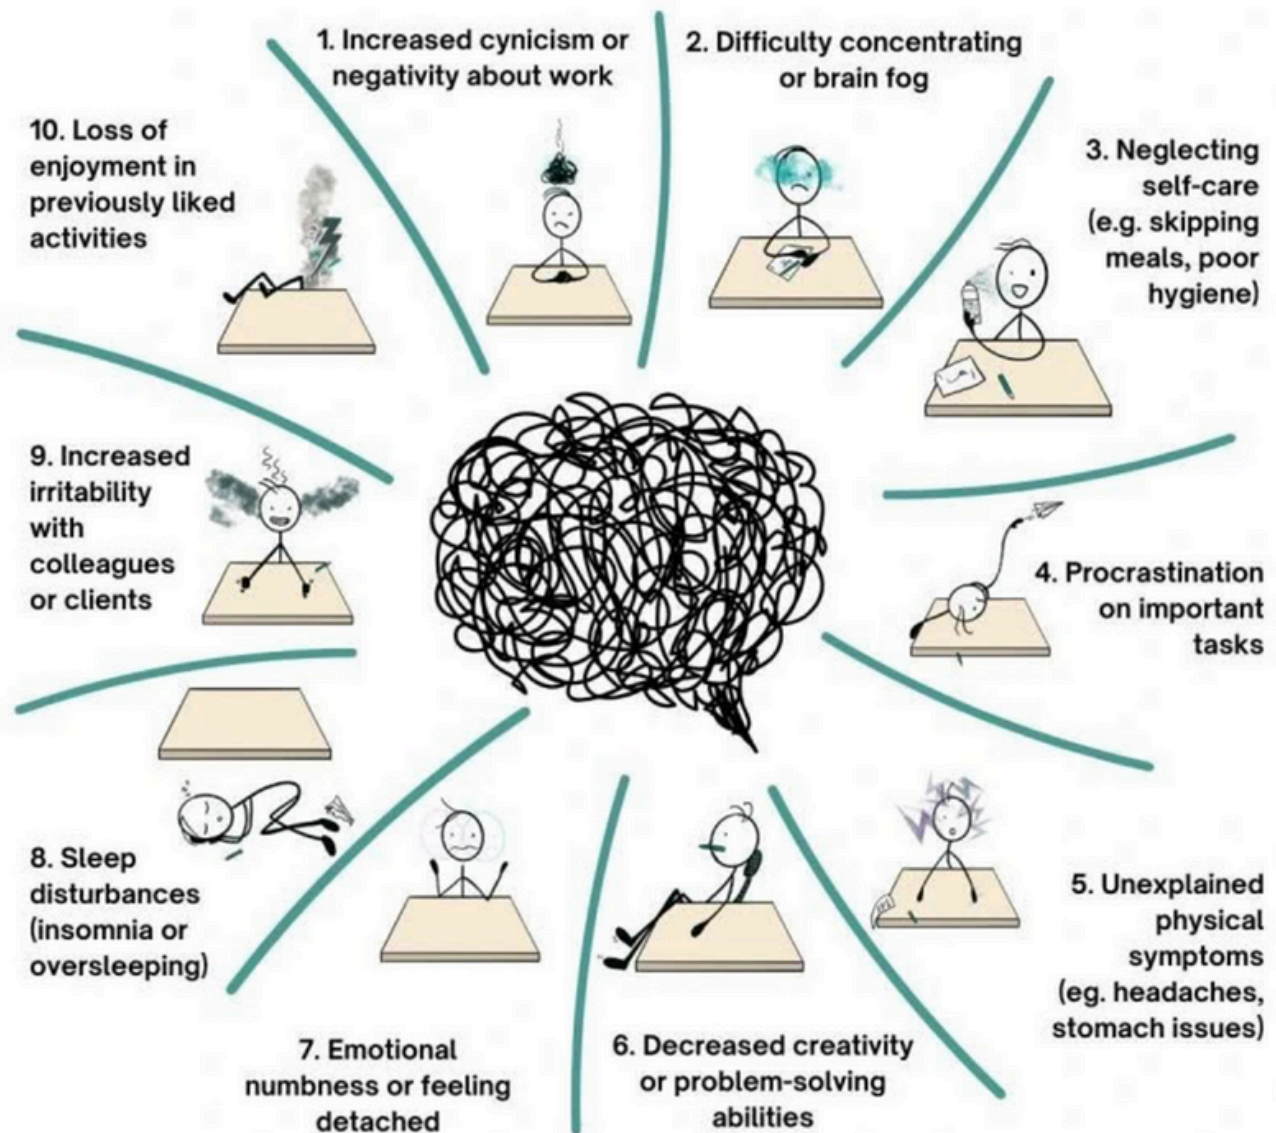 1. Increased cynicism or
negativity about work
2. Difficulty concentrating
or brain fog
3. Neglecting
self-care
(e.g. skipping
meals, poor
hygiene)
4. Procrastination
on important
tasks
5. Unexplained
physical
symptoms
(eg. headaches,
stomach issues)
6. Decreased creativity
or problem-solving
abilities
7. Emotional
numbness or feeling
detached
8. Sleep
disturbances
(insomnia or
oversleeping)
9. Increased
irritability
with
colleagues
or clients
10. Loss of
enjoyment in
previously liked
activities